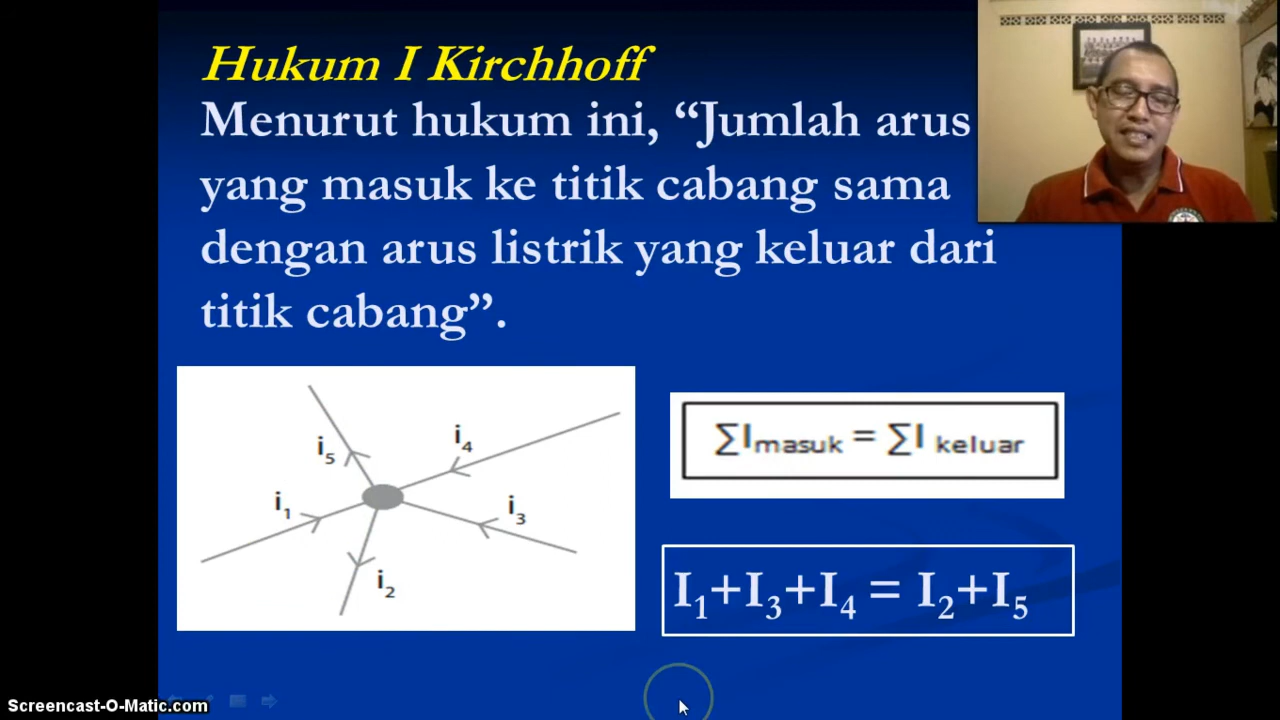 Hukum I Kirchhoff
Menurut hukum ini, “Jumlah arus
yang masuk ke titik cabang sama
dengan arus listrik yang keluar dari
titik cabang”.
i₅
i₄
i₁
i₃
i₂
∑I masuk = ∑I keluar
I₁+I₃+I₄ = I₂+I₅
Screencast-O-Matic.com